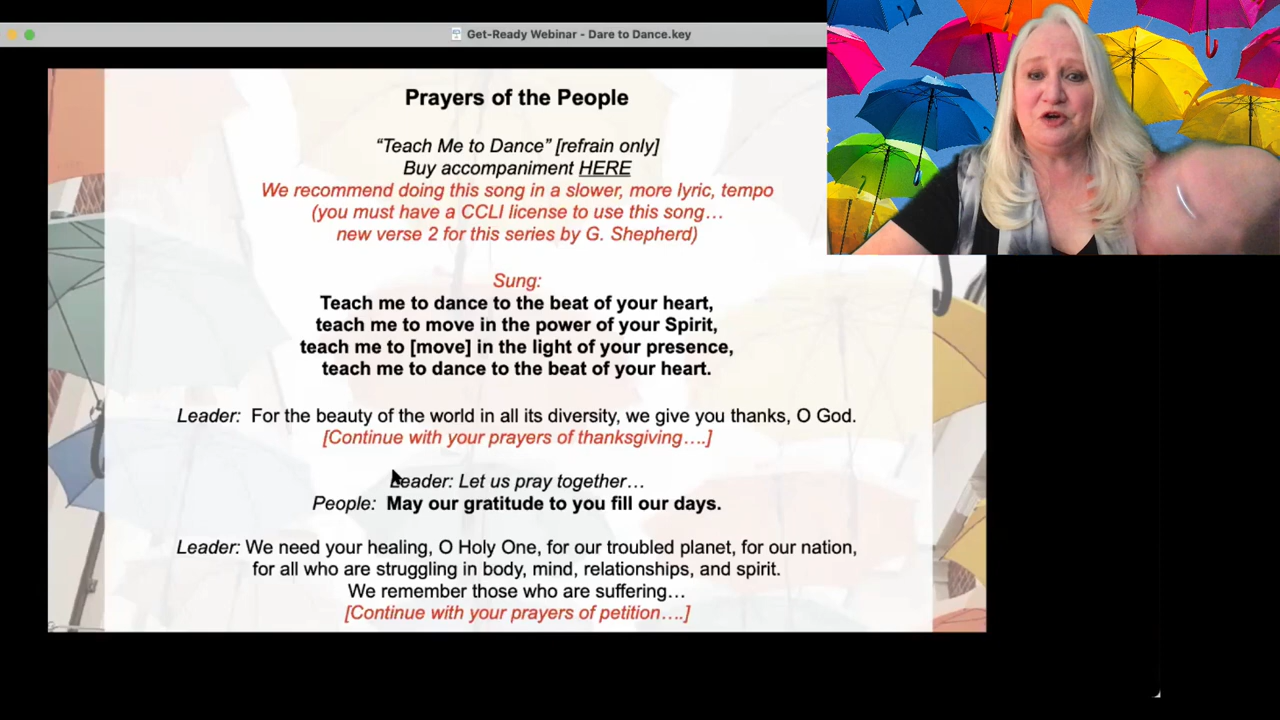 Get-Ready Webinar - Dare to Dance.key
Prayers of the People
“Teach Me to Dance” [refrain only]
Buy accompaniment HERE
We recommend doing this song in a slower, more lyric, tempo
(you must have a CCLI license to use this song…
new verse 2 for this series by G. Shepherd)
Sung:
Teach me to dance to the beat of your heart,
teach me to move in the power of your Spirit,
teach me to [move] in the light of your presence,
teach me to dance to the beat of your heart.
Leader: For the beauty of the world in all its diversity, we give you thanks, O God.
[Continue with your prayers of thanksgiving….]
Leader: Let us pray together…
People: May our gratitude to you fill our days.
Leader: We need your healing, O Holy One, for our troubled planet, for our nation,
for all who are struggling in body, mind, relationships, and spirit.
We remember those who are suffering…
[Continue with your prayers of petition….]